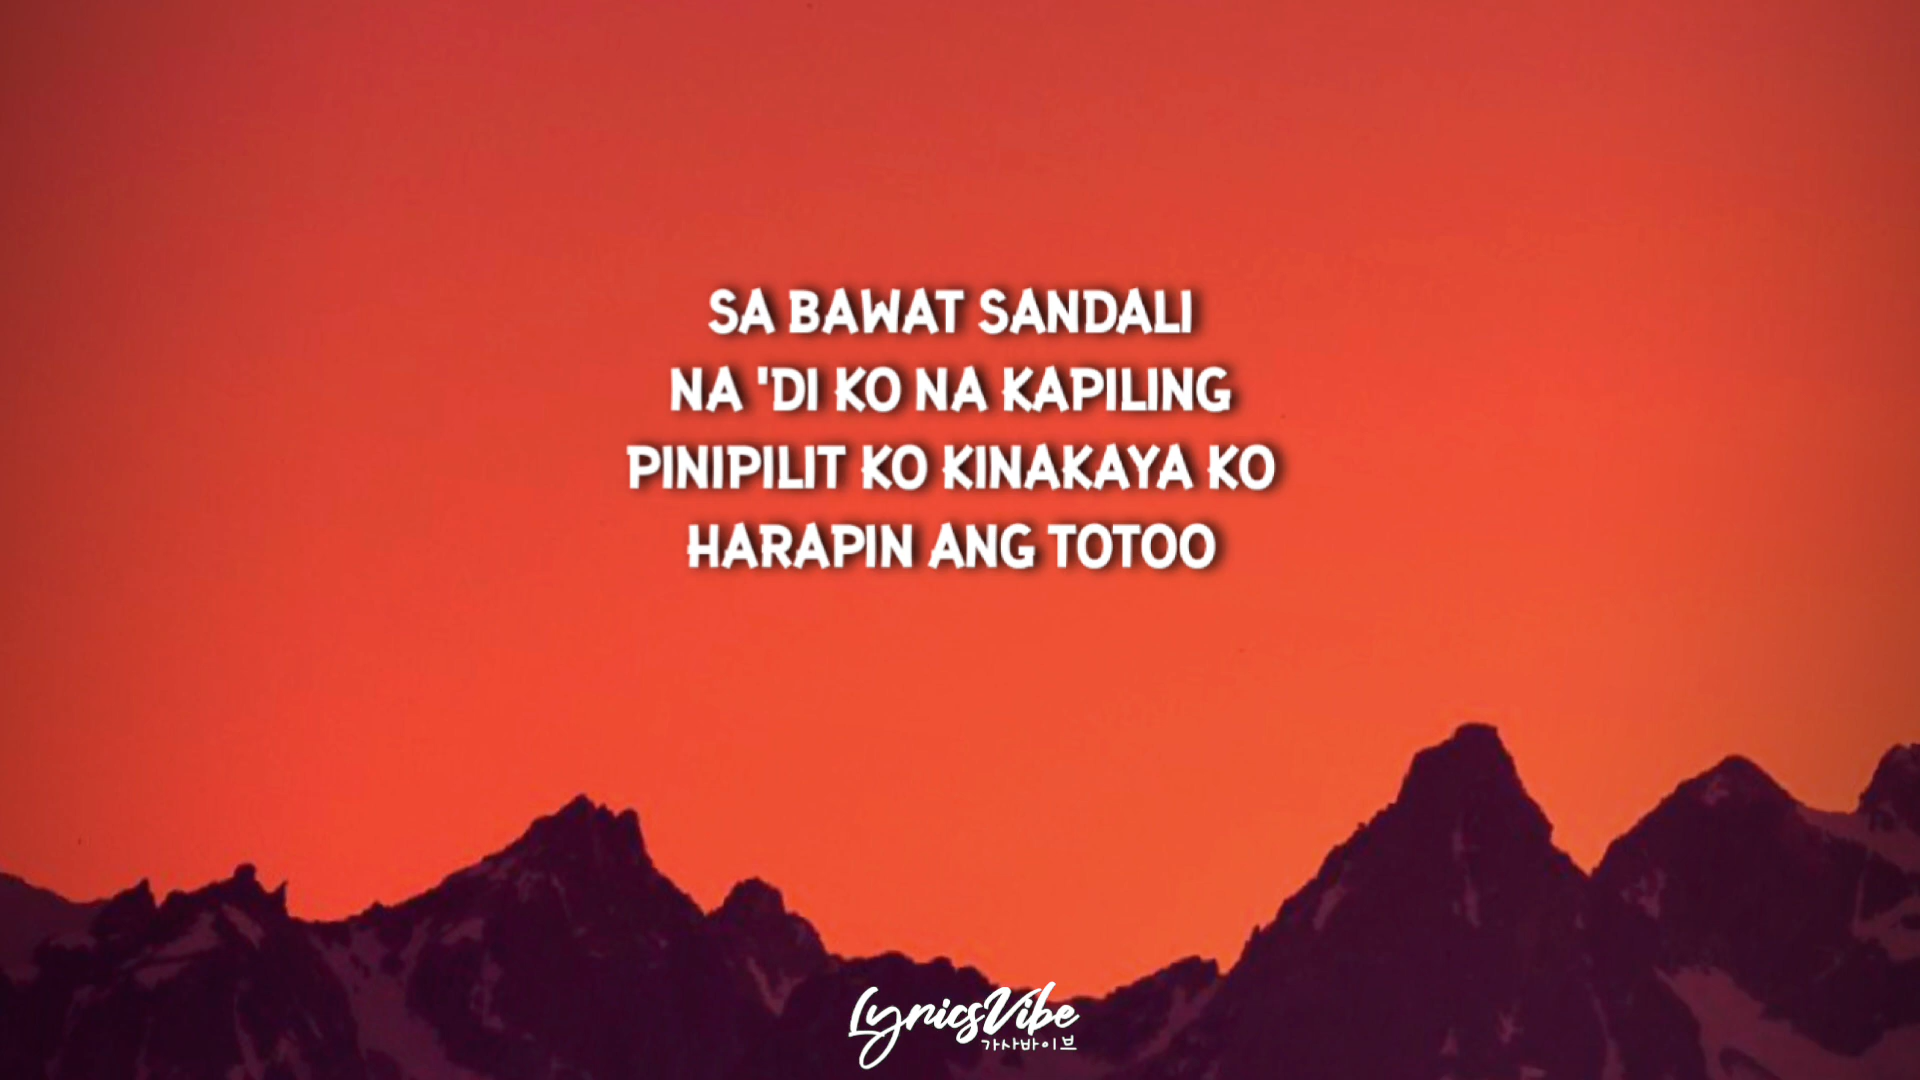 SA BAWAT SANDALI
NA 'DI KO NA KAPILING
PINIPILIT KO KINAKAYA KO
HARAPIN ANG TOTOO
LyricsVibe
가사바이브